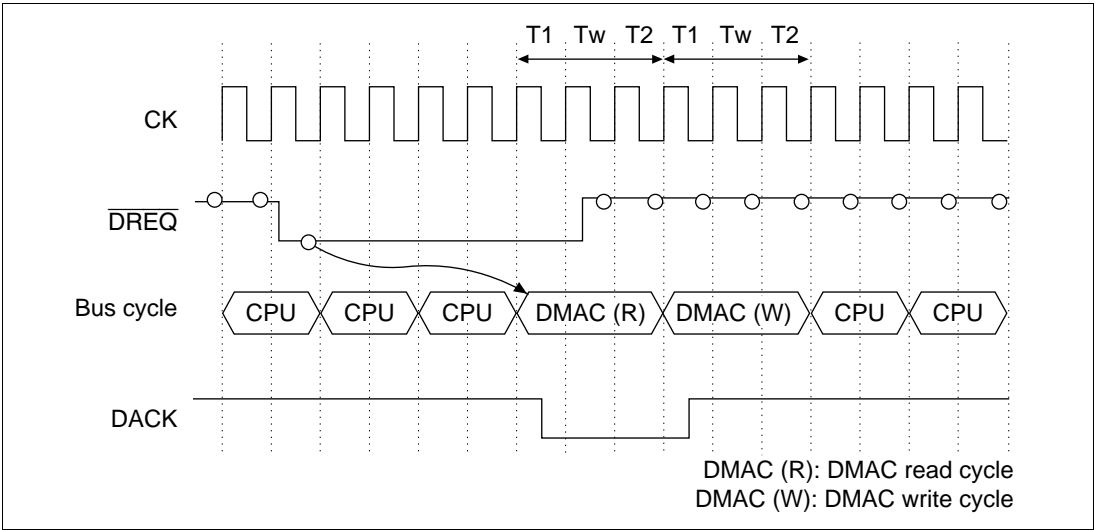 T1 Tw T2 T1 Tw T2
CK
DREQ
Bus cycle CPU CPU CPU DMAC (R) DMAC (W) CPU CPU
DACK
DMAC (R): DMAC read cycle
DMAC (W): DMAC write cycle